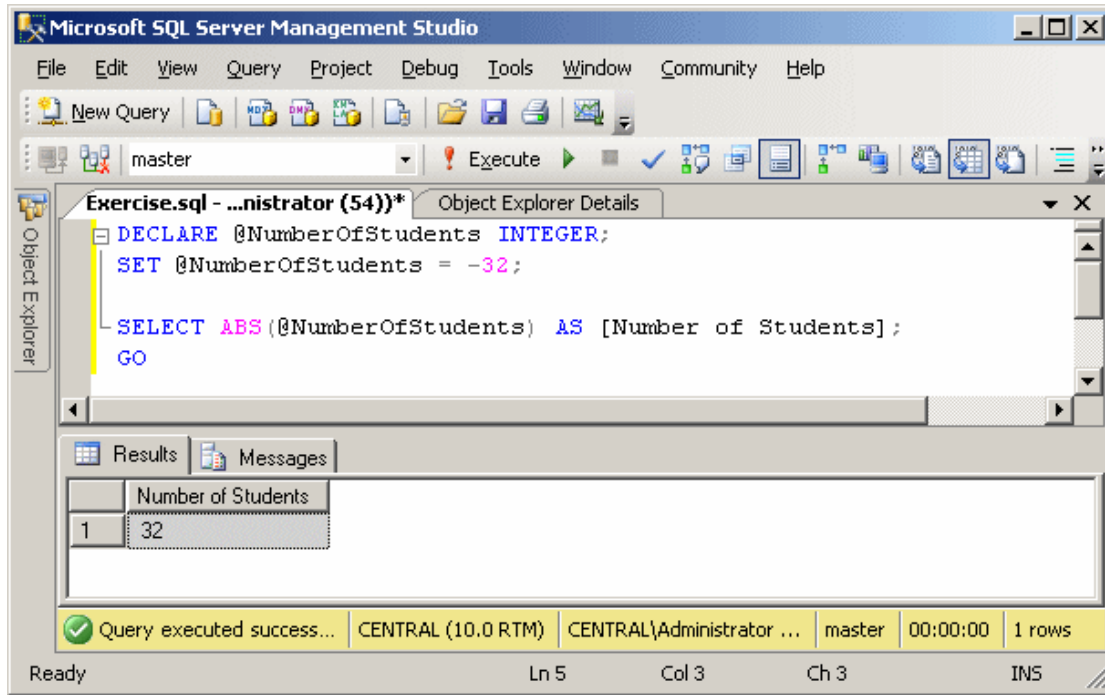 Microsoft SQL Server Management Studio
File Edit View Query Project Debug Tools Window Community Help
New Query
master Execute
Exercise.sql - ...nistrator (54))* Object Explorer Details
Object Explorer
DECLARE @NumberOfStudents INTEGER;
SET @NumberOfStudents = -32;
SELECT ABS(@NumberOfStudents) AS [Number of Students];
GO
Results Messages
Number of Students
1 32
Query executed success... CENTRAL (10.0 RTM) CENTRAL\Administrator ... master 00:00:00 1 rows
Ready Ln 5 Col 3 Ch 3 INS